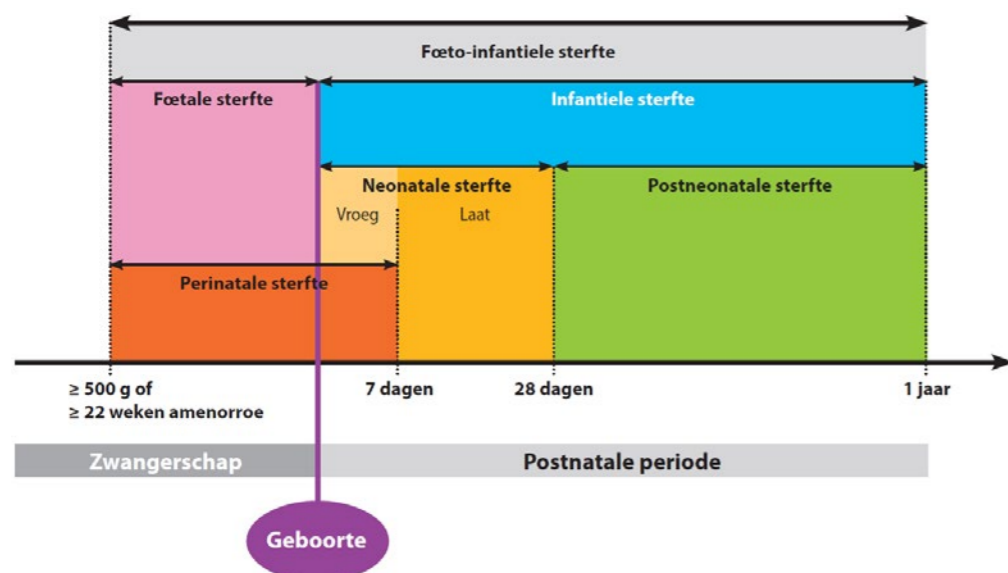 Fœto-infantiele sterfte
Fœtale sterfte
Infantiele sterfte
Neonatale sterfte
Postneonatale sterfte
Vroeg
Laat
Perinatale sterfte
≥ 500 g of
≥ 22 weken amenorroe
7 dagen
28 dagen
1 jaar
Zwangerschap
Postnatale periode
Geboorte